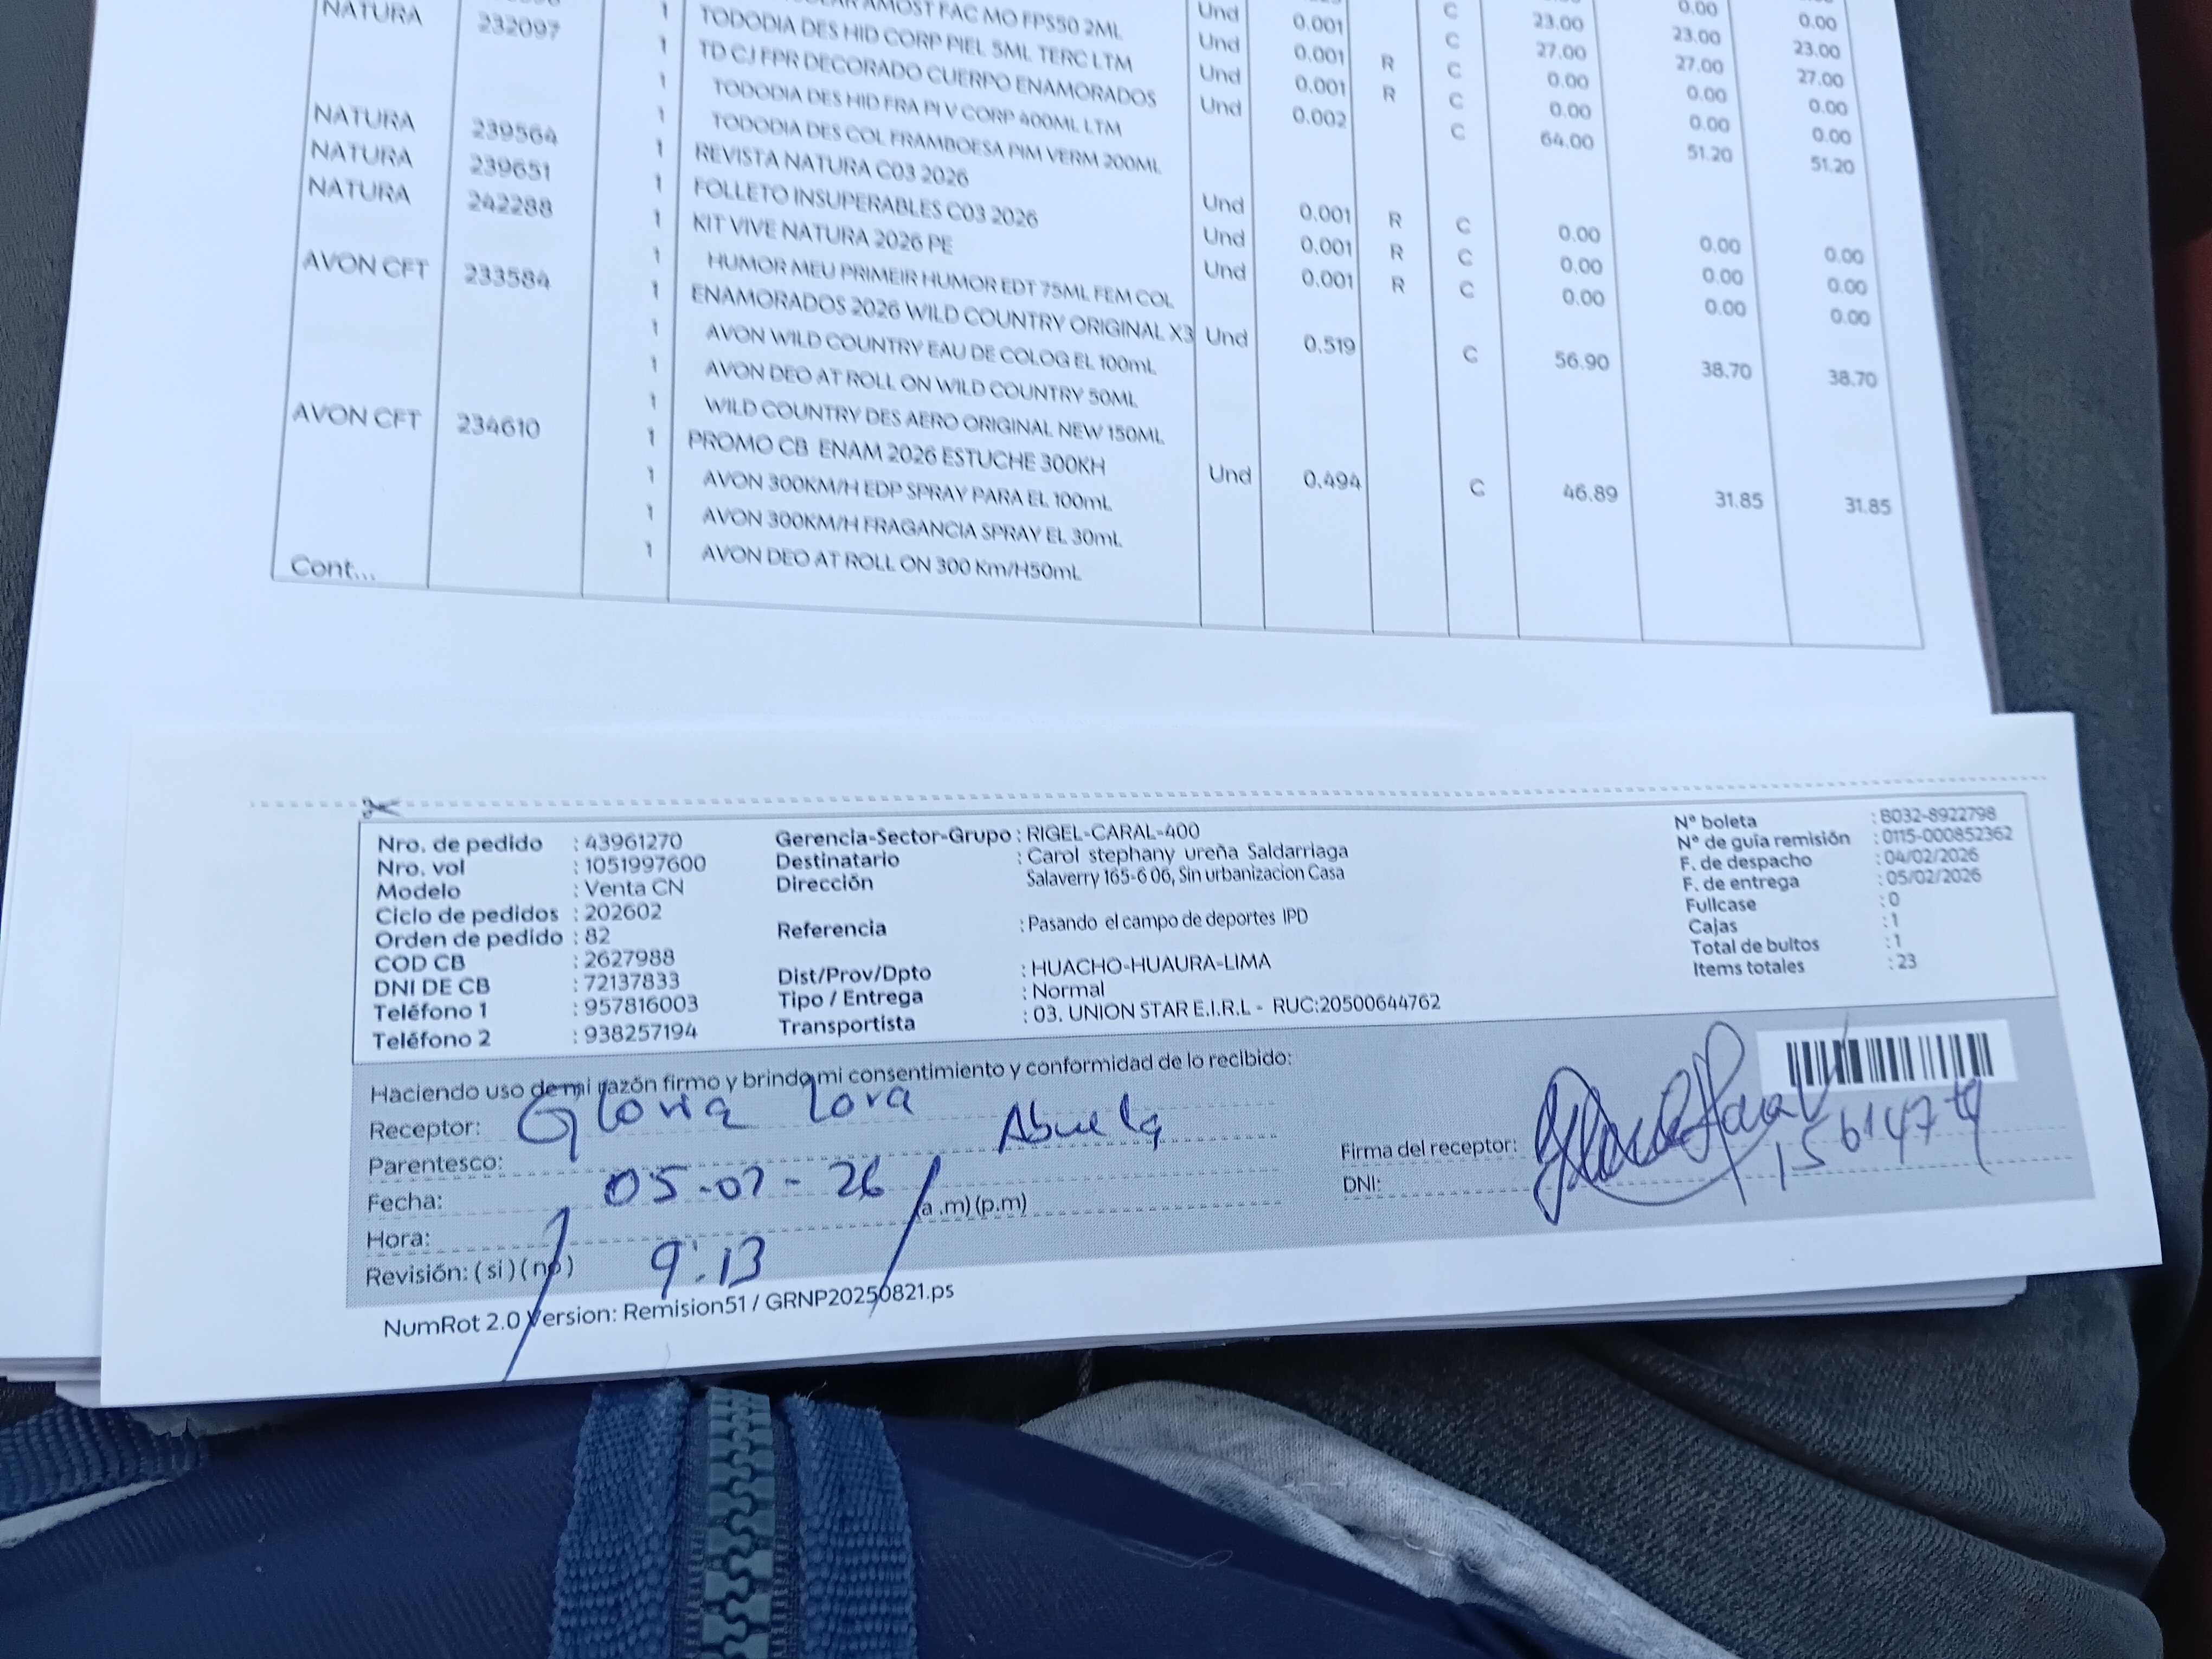 AMOST FAC MO FPS50 2ML Und 0.001 C 23.00 0.00 0.00
NATURA 232097 1 TODODIA DES HID CORP PIEL 5ML TERC LTM Und 0.001 C 27.00 23.00 23.00
1 TD CJ FPR DECORADO CUERPO ENAMORADOS Und 0.001 R C 0.00 27.00 27.00
1 TODODIA DES HID FRA PI V CORP 400ML LTM Und 0.002 R C 0.00 0.00 0.00
1 TODODIA DES COL FRAMBOESA PIM VERM 200ML C 64.00 0.00 0.00
51.20 51.20
NATURA 239564 1 REVISTA NATURA C03 2026 Und 0.001 R C 0.00 0.00 0.00
NATURA 239651 1 FOLLETO INSUPERABLES C03 2026 Und 0.001 R C 0.00 0.00 0.00
NATURA 242288 1 KIT VIVE NATURA 2026 PE Und 0.001 R C 0.00 0.00 0.00
1 HUMOR MEU PRIMEIR HUMOR EDT 75ML FEM COL
AVON CFT 233584 1 ENAMORADOS 2026 WILD COUNTRY ORIGINAL X3 Und 0.519 C 56.90 38.70 38.70
1 AVON WILD COUNTRY EAU DE COLOG EL 100mL
1 AVON DEO AT ROLL ON WILD COUNTRY 50ML
1 WILD COUNTRY DES AERO ORIGINAL NEW 150ML
AVON CFT 234610 1 PROMO CB ENAM 2026 ESTUCHE 300KH Und 0.494 C 46.89 31.85 31.85
1 AVON 300KM/H EDP SPRAY PARA EL 100mL
1 AVON 300KM/H FRAGANCIA SPRAY EL 30mL
1 AVON DEO AT ROLL ON 300 Km/H50mL
Cont...
Nro. de pedido : 43961270
Nro. vol : 1051997600
Modelo : Venta CN
Ciclo de pedidos : 202602
Orden de pedido : 82
COD CB : 2627988
DNI DE CB : 72137833
Teléfono 1 : 957816003
Teléfono 2 : 938257194
Gerencia-Sector-Grupo : RIGEL-CARAL-400
Destinatario : Carol stephany ureña Saldarriaga
Dirección Salaverry 165-6 06, Sin urbanizacion Casa
Referencia : Pasando el campo de deportes IPD
Dist/Prov/Dpto : HUACHO-HUAURA-LIMA
Tipo / Entrega : Normal
Transportista : 03. UNION STAR E.I.R.L - RUC:20500644762
N° boleta : B032-8922798
N° de guía remisión : 0115-000852362
F. de despacho : 04/02/2026
F. de entrega : 05/02/2026
Fullcase : 0
Cajas : 1
Total de bultos : 1
Items totales : 23
Haciendo uso de mi razón firmo y brindo mi consentimiento y conformidad de lo recibido:
Receptor: Gloria Lora
Parentesco: Abuela
Fecha: 05-02-26
Hora: 9:13 (a.m)(p.m)
Revisión: (si)(no)
Firma del receptor:
DNI:
NumRot 2.0 Version: Remision51 / GRNP20250821.ps